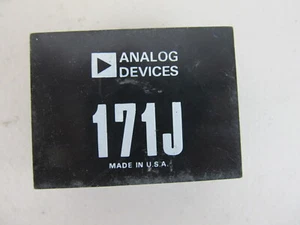 ANALOG
DEVICES
171J
MADE IN U.S.A.